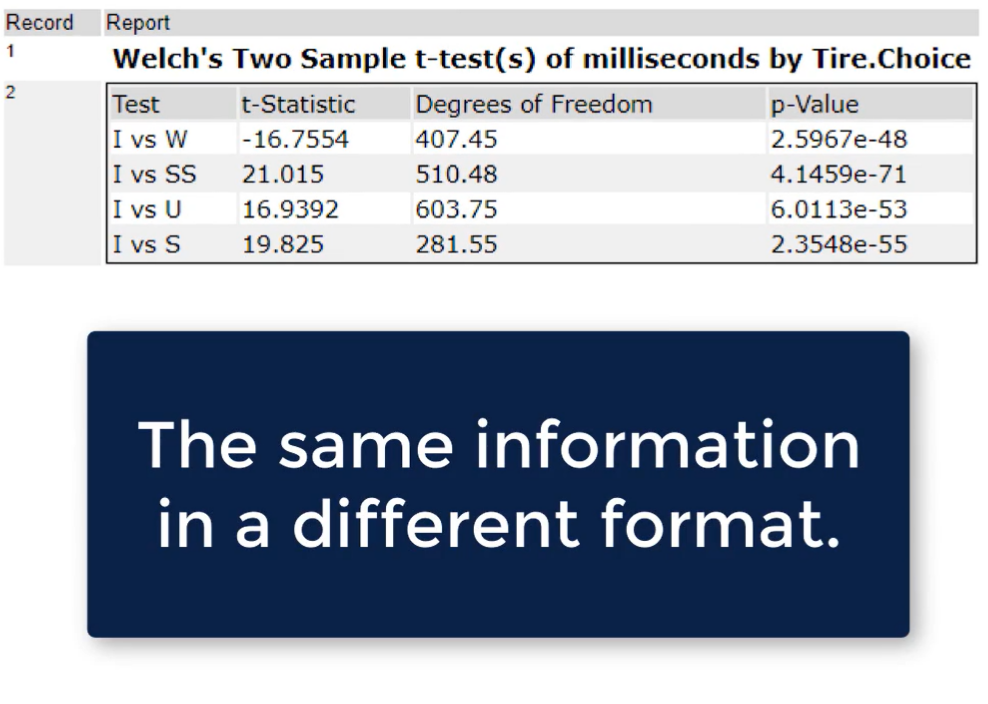 Record Report
1 Welch's Two Sample t-test(s) of milliseconds by Tire.Choice
2 Test t-Statistic Degrees of Freedom p-Value
I vs W -16.7554 407.45 2.5967e-48
I vs SS 21.015 510.48 4.1459e-71
I vs U 16.9392 603.75 6.0113e-53
I vs S 19.825 281.55 2.3548e-55
The same information
in a different format.